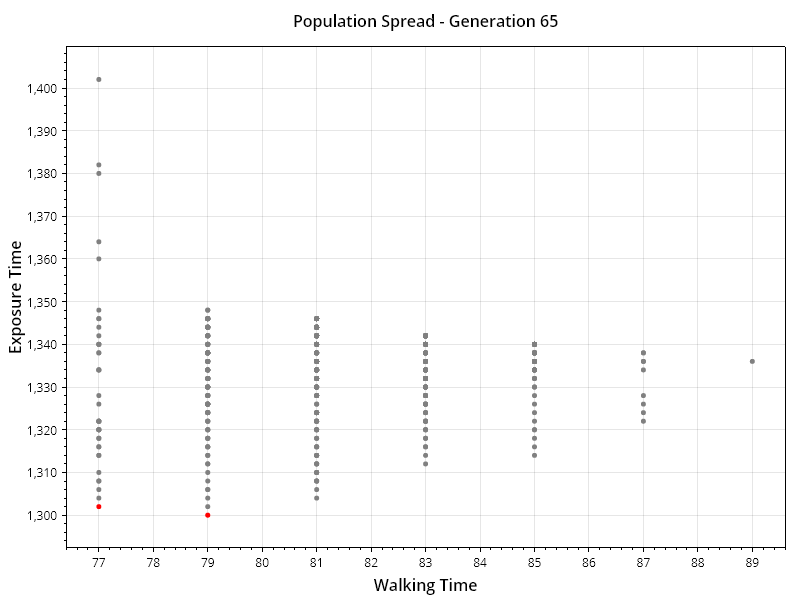 Population Spread - Generation 65
1,400
1,390
1,380
1,370
1,360
1,350
1,340
1,330
1,320
1,310
1,300
Exposure Time
77 78 79 80 81 82 83 84 85 86 87 88 89
Walking Time